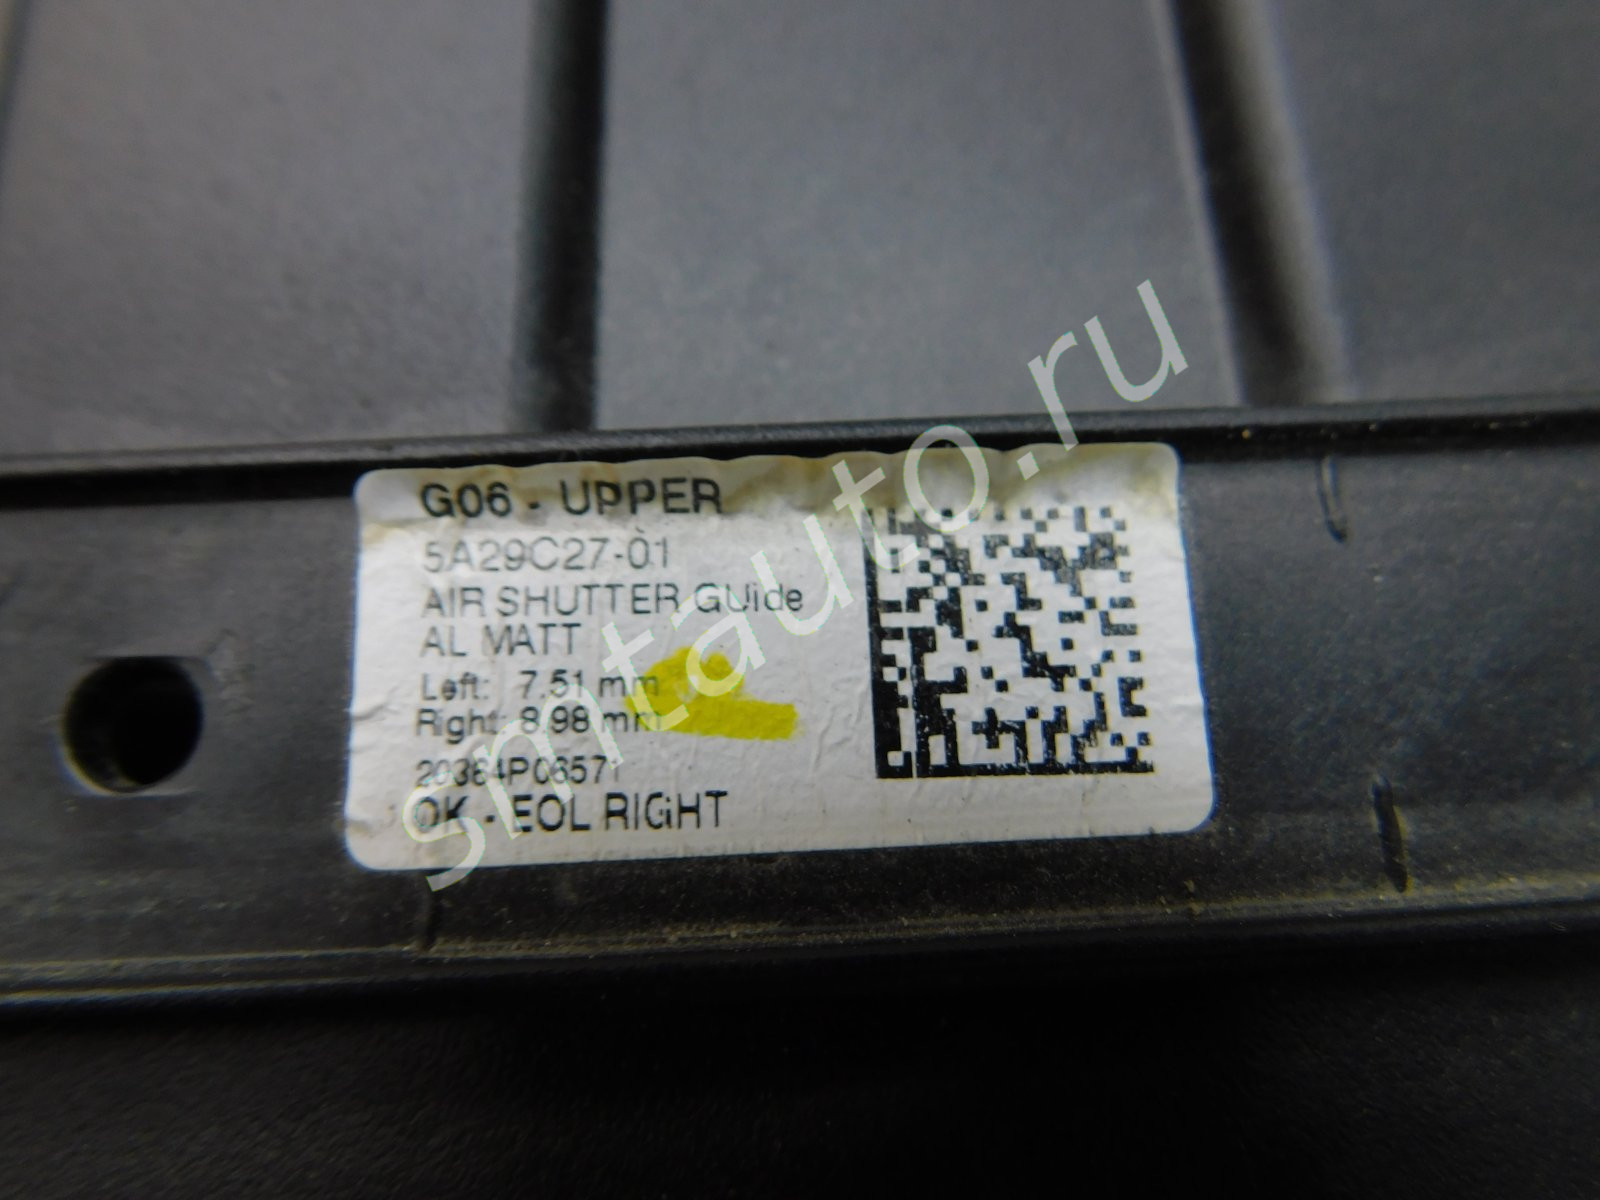 G06 - UPPER
5A29C27-01
AIR SHUTTER GUide
AL MATT
Left: 7.51 mm
Right: 8.98 mm
20364P06571
OK - EOL RIGHT
smtauto.ru